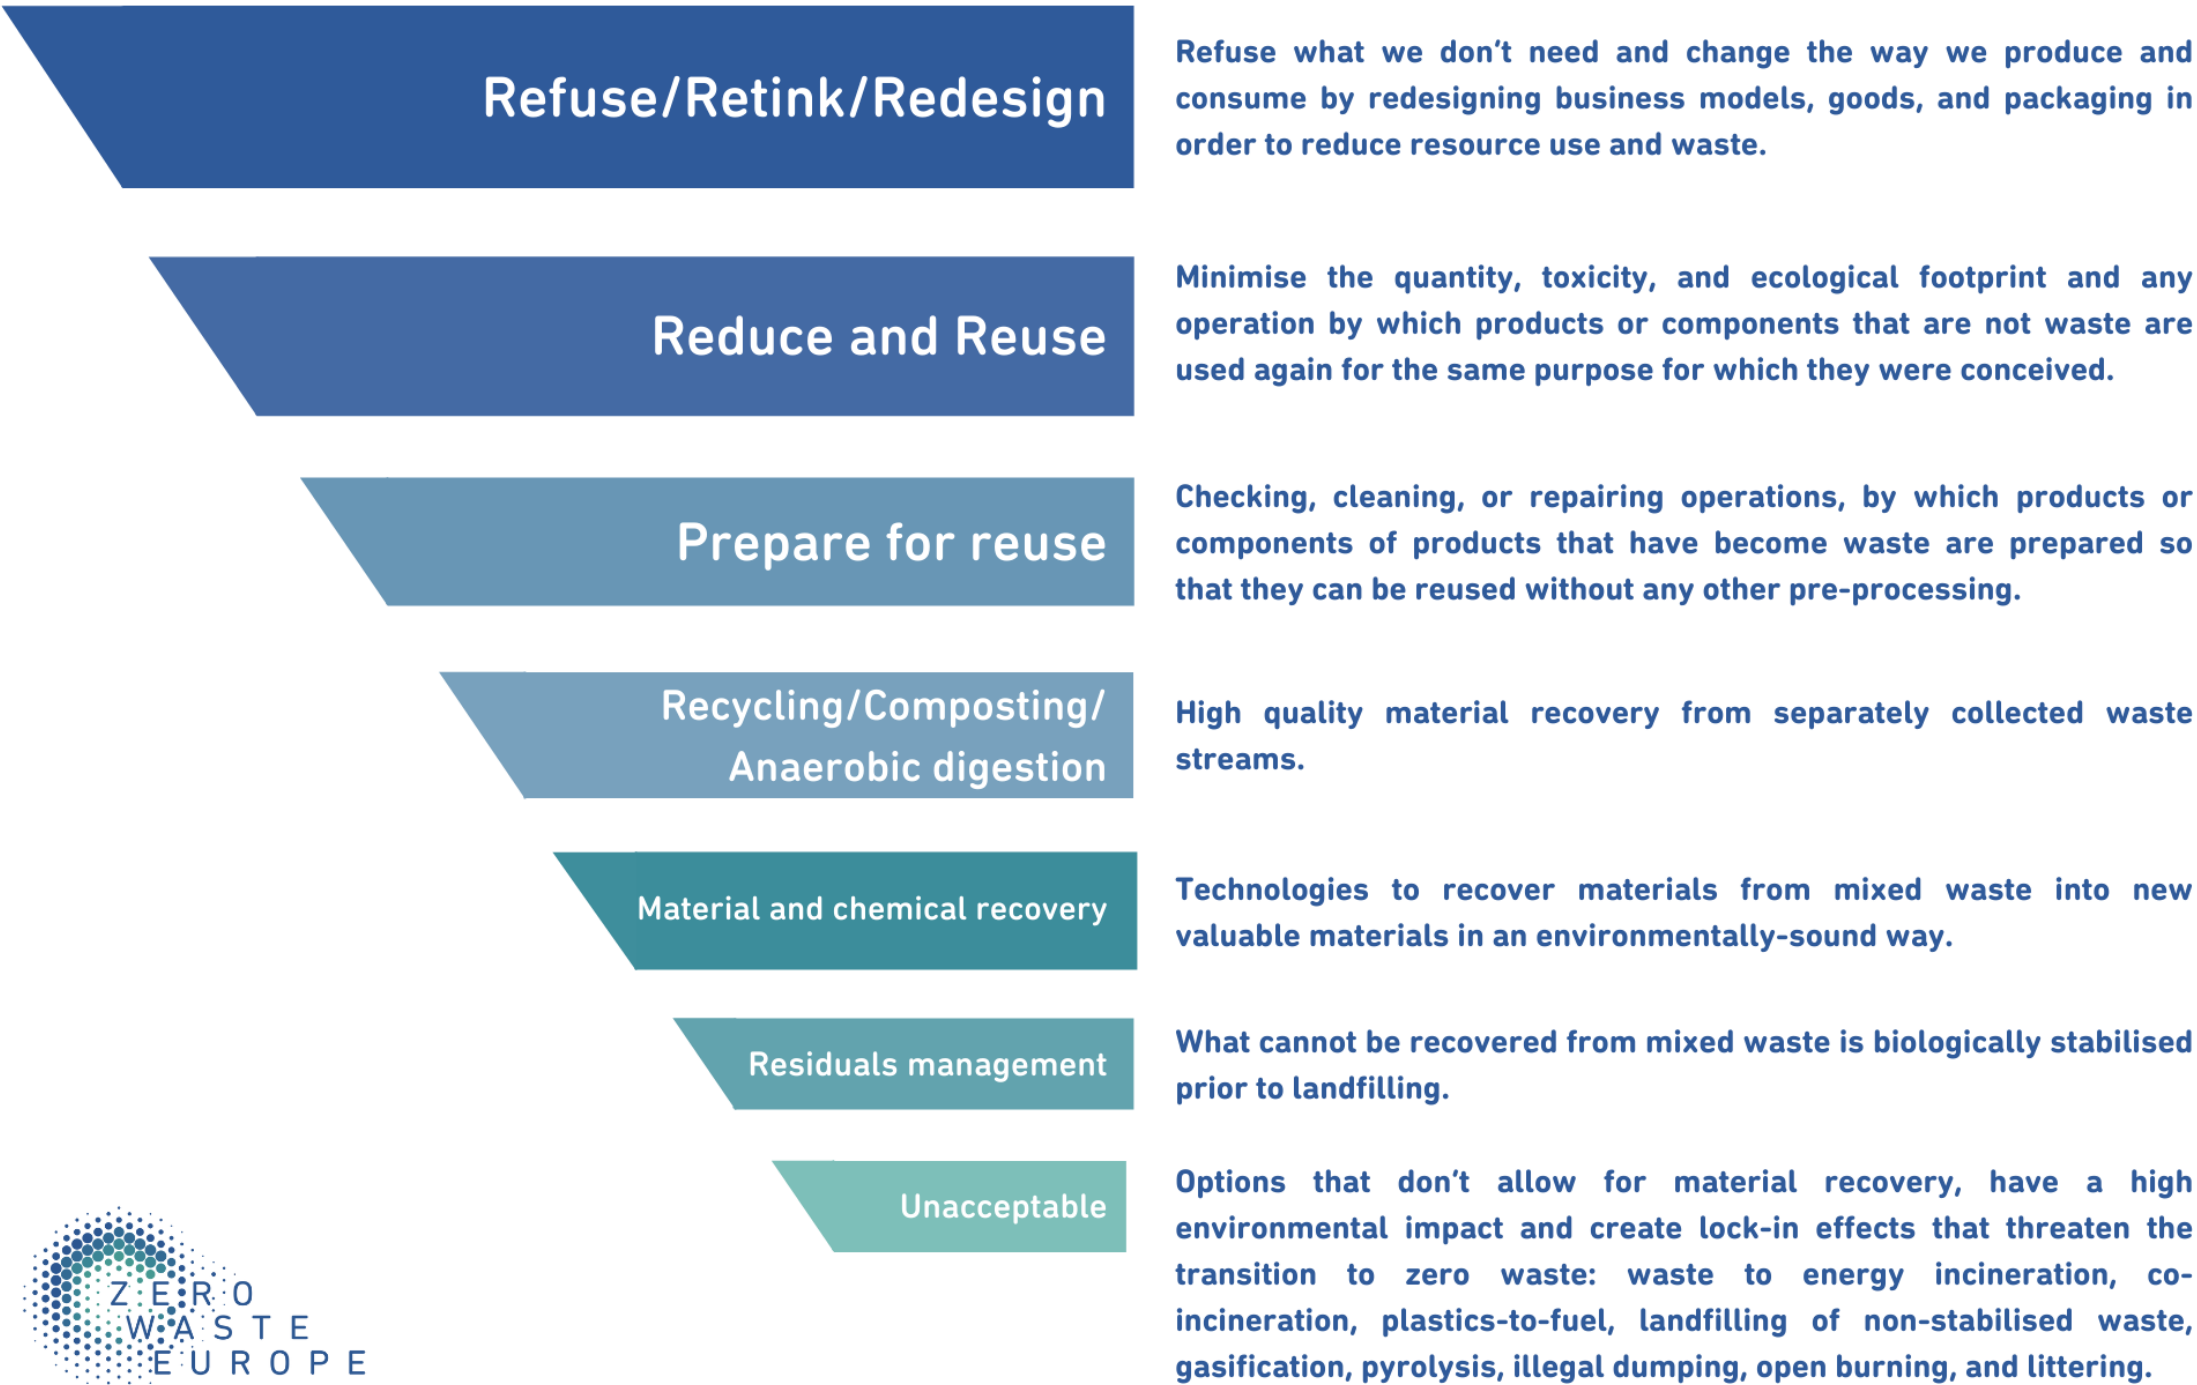 Refuse/Retink/Redesign
Refuse what we don't need and change the way we produce and
consume by redesigning business models, goods, and packaging in
order to reduce resource use and waste.
Reduce and Reuse
Minimise the quantity, toxicity, and ecological footprint and any
operation by which products or components that are not waste are
used again for the same purpose for which they were conceived.
Prepare for reuse
Checking, cleaning, or repairing operations, by which products or
components of products that have become waste are prepared so
that they can be reused without any other pre-processing.
Recycling/Composting/
Anaerobic digestion
High quality material recovery from separately collected waste
streams.
Material and chemical recovery
Technologies to recover materials from mixed waste into new
valuable materials in an environmentally-sound way.
Residuals management
What cannot be recovered from mixed waste is biologically stabilised
prior to landfilling.
Unacceptable
Options that don't allow for material recovery, have a high
environmental impact and create lock-in effects that threaten the
transition to zero waste: waste to energy incineration, co-
incineration, plastics-to-fuel, landfilling of non-stabilised waste,
gasification, pyrolysis, illegal dumping, open burning, and littering.
ZERO
WASTE
EUROPE